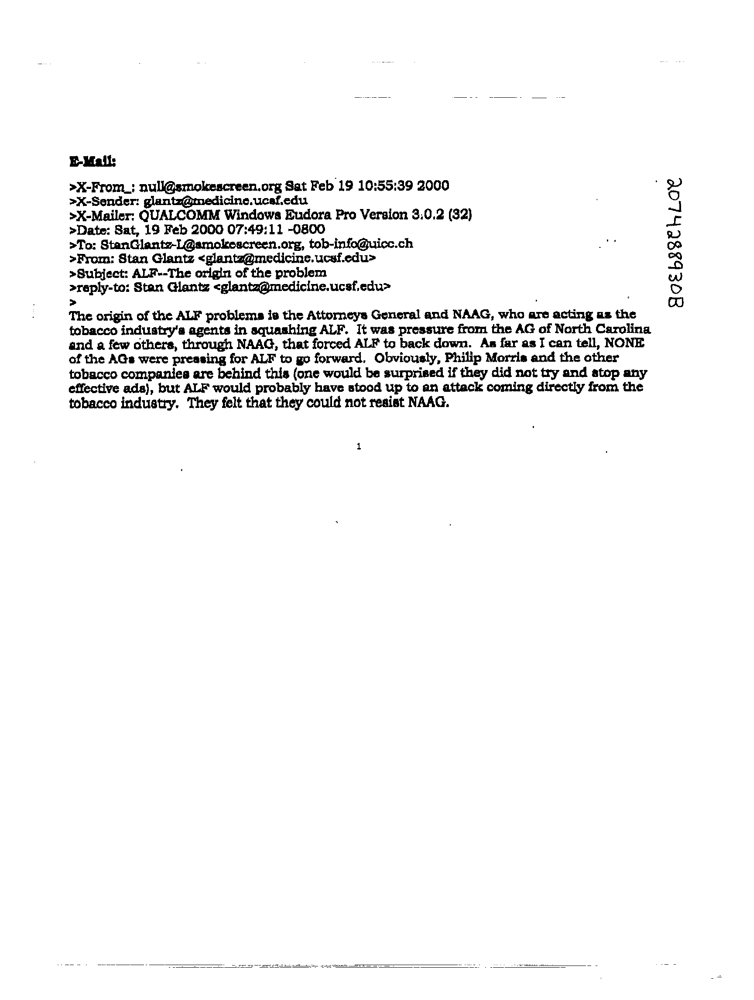 E-Mail:
>X-From_: null@smokescreen.org Sat Feb 19 10:55:39 2000
>X-Sender: glantz@medicine.ucsf.edu
>X-Mailer: QUALCOMM Windows Eudora Pro Version 3.0.2 (32)
>Date: Sat, 19 Feb 2000 07:49:11 -0800
>To: StanGlantz-L@smokescreen.org, tob-info@uicc.ch
>From: Stan Glantz <glantz@medicine.ucsf.edu>
>Subject: ALF--The origin of the problem
>reply-to: Stan Glantz <glantz@medicine.ucsf.edu>
>
The origin of the ALF problems is the Attorneys General and NAAG, who are acting as the
tobacco industry's agents in squashing ALF. It was pressure from the AG of North Carolina
and a few others, through NAAG, that forced ALF to back down. As far as I can tell, NONE
of the AGs were pressing for ALF to go forward. Obviously, Philip Morris and the other
tobacco companies are behind this (one would be surprised if they did not try and stop any
effective ads), but ALF would probably have stood up to an attack coming directly from the
tobacco industry. They felt that they could not resist NAAG.
1
2074288930B